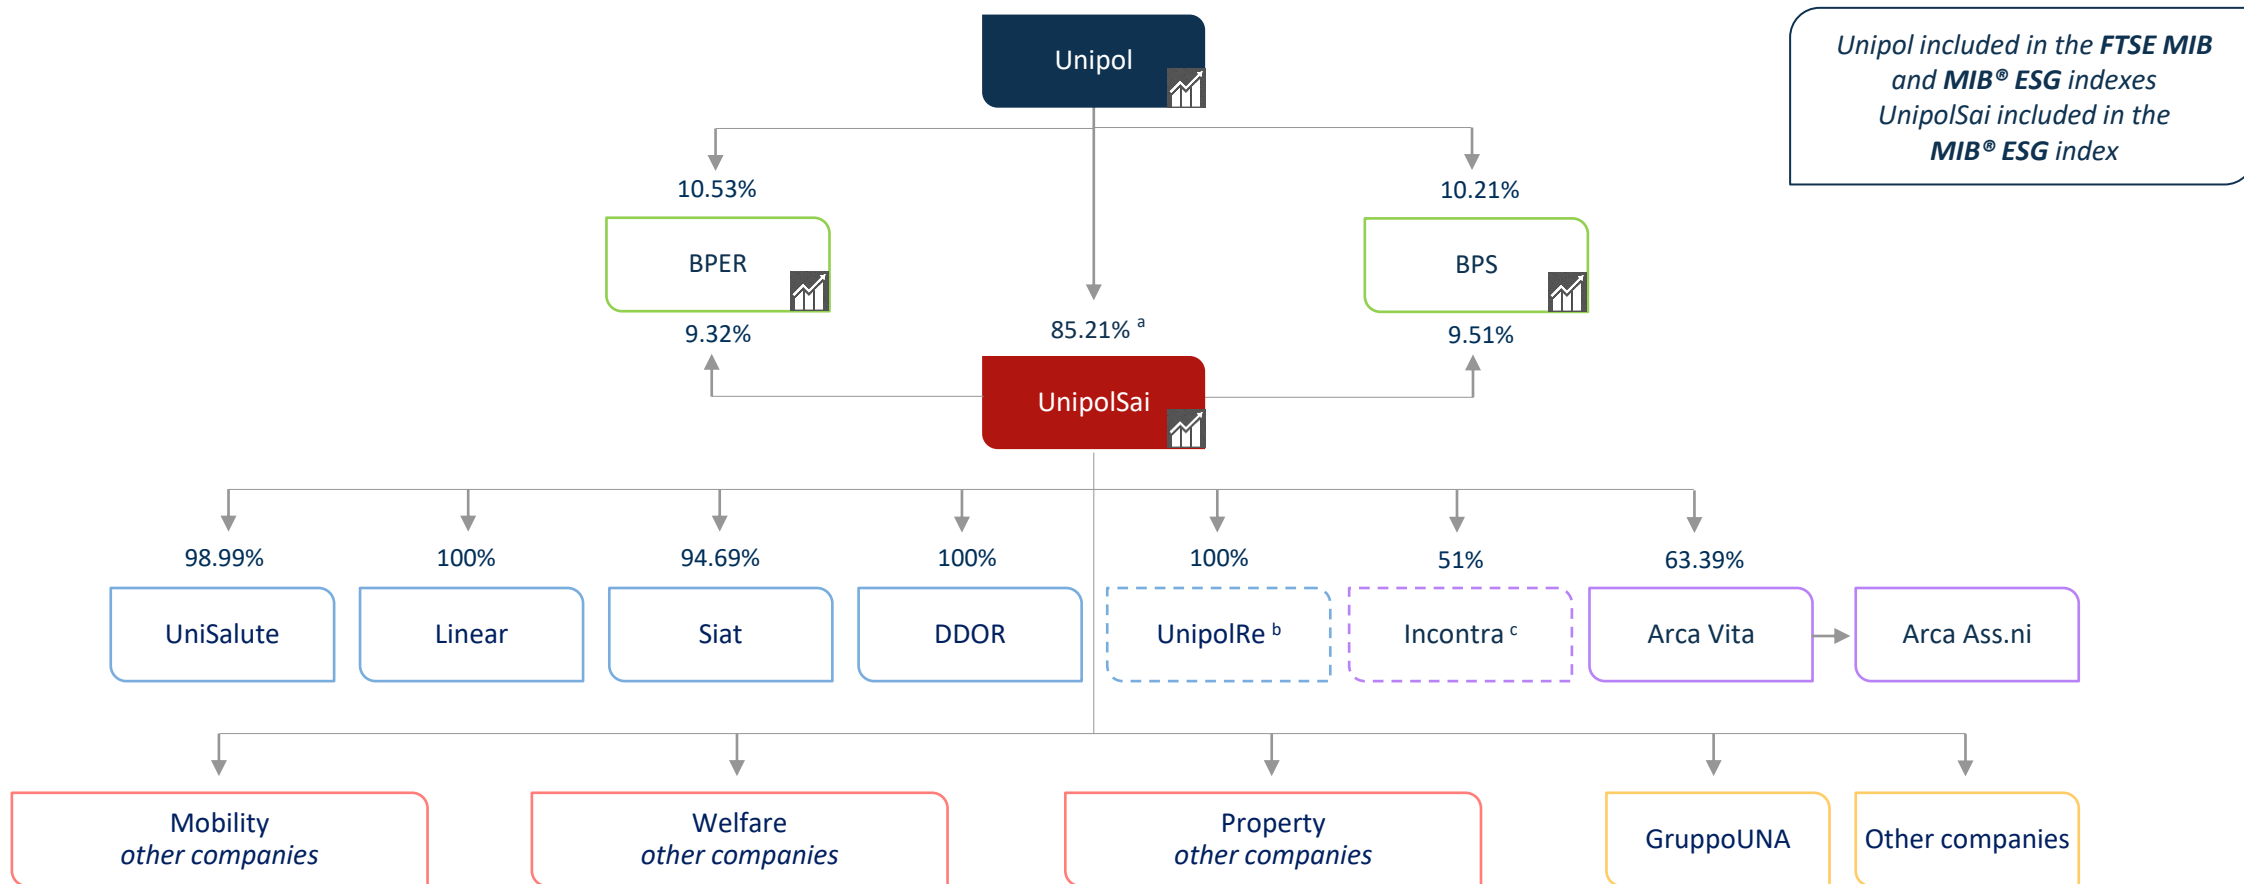 Unipol
Unipol included in the FTSE MIB
and MIB® ESG indexes
UnipolSai included in the
MIB® ESG index
10.53%
10.21%
BPER
BPS
9.32%
85.21% a
9.51%
UnipolSai
98.99%
100%
94.69%
100%
100%
51%
63.39%
UniSalute
Linear
Siat
DDOR
UnipolRe b
Incontra c
Arca Vita
Arca Ass.ni
Mobility
other companies
Welfare
other companies
Property
other companies
GruppoUNA
Other companies